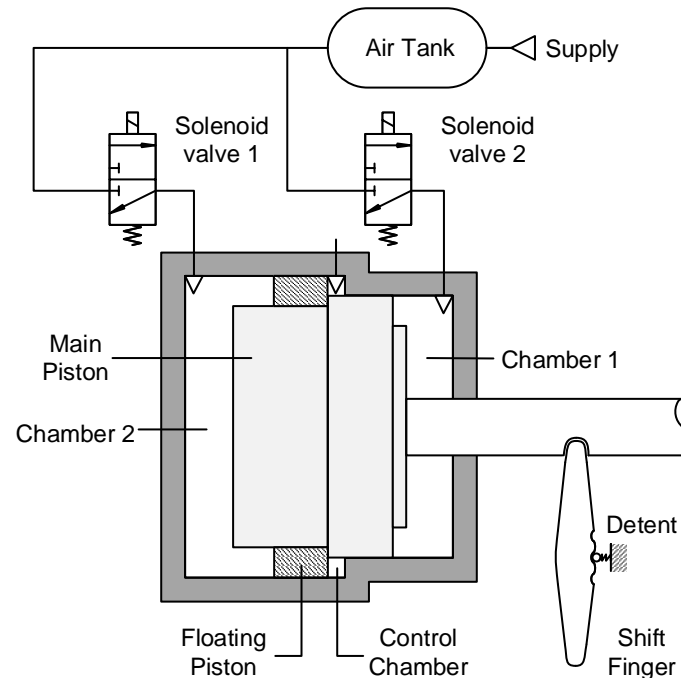 Air Tank
Supply
Solenoid
valve 1
Solenoid
valve 2
Main
Piston
Chamber 1
Chamber 2
Detent
Floating
Piston
Control
Chamber
Shift
Finger